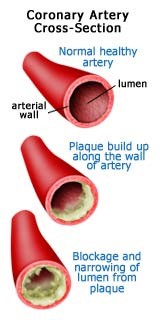 Coronary Artery
Cross-Section
Normal healthy
artery
lumen
arterial
wall
Plaque build up
along the wall
of artery
Blockage and
narrowing of
lumen from
plaque